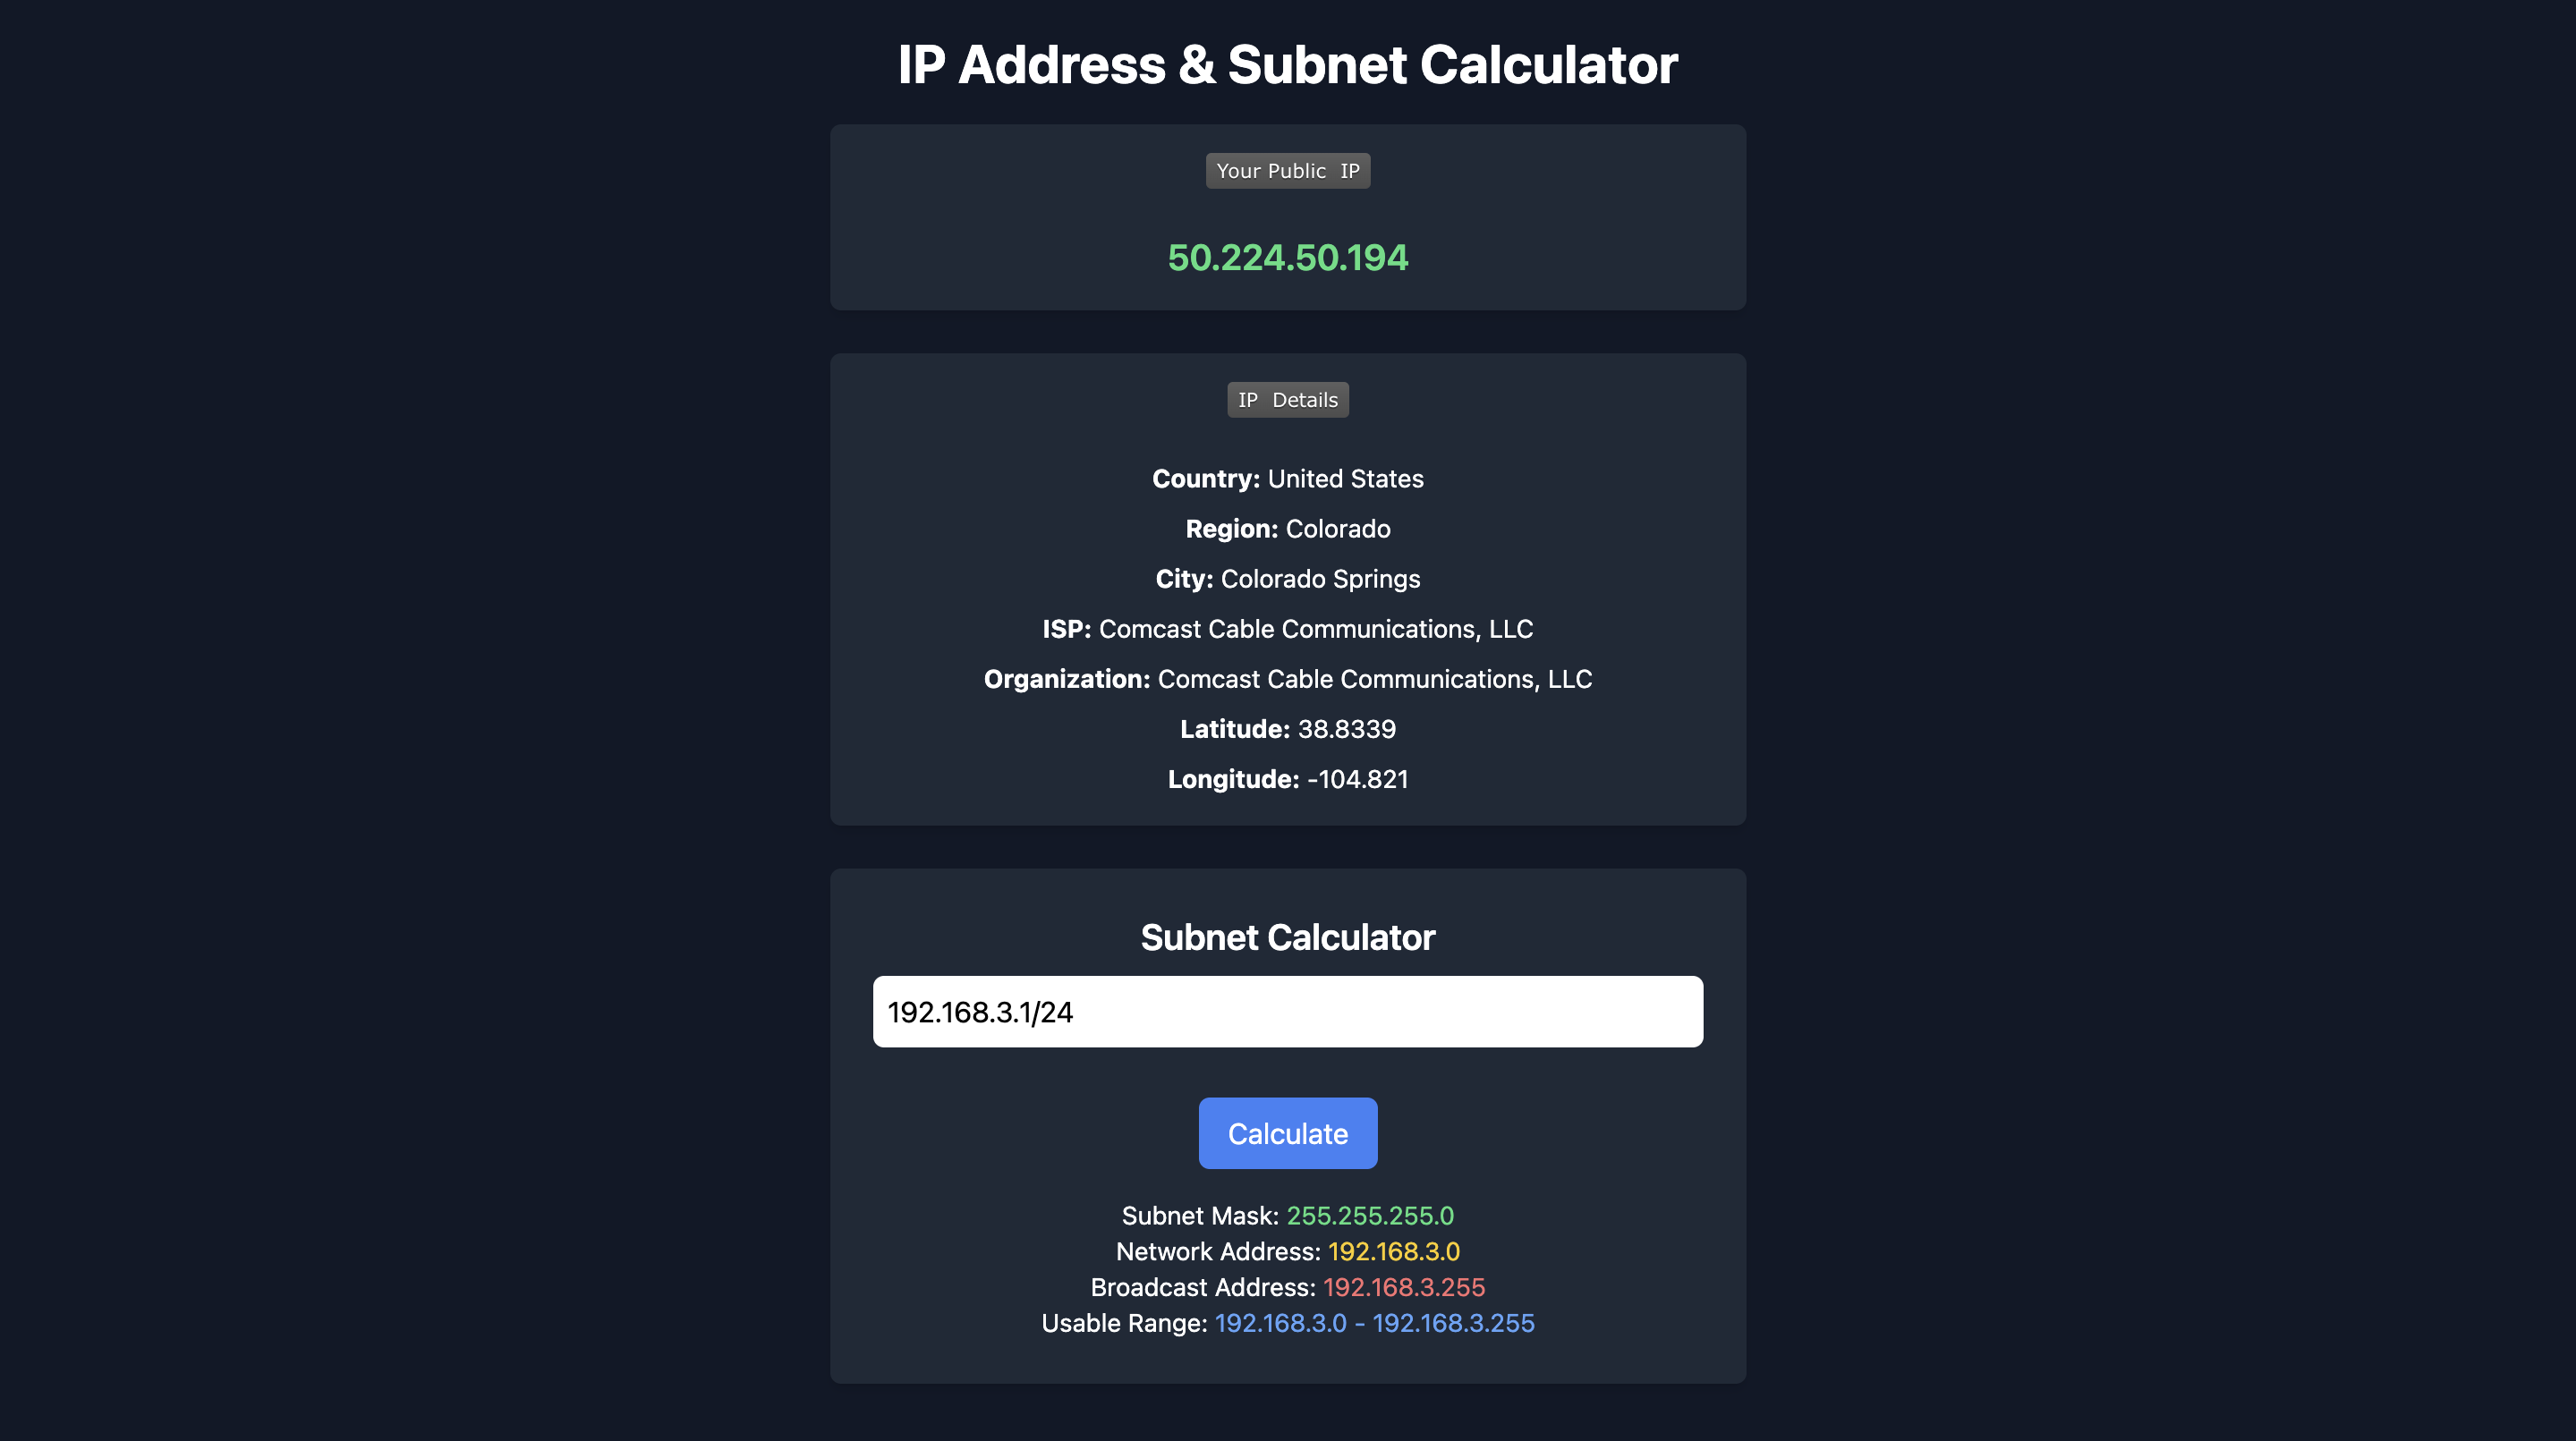 IP Address & Subnet Calculator
Your Public IP
50.224.50.194
IP Details
Country: United States
Region: Colorado
City: Colorado Springs
ISP: Comcast Cable Communications, LLC
Organization: Comcast Cable Communications, LLC
Latitude: 38.8339
Longitude: -104.821
Subnet Calculator
192.168.3.1/24
Calculate
Subnet Mask: 255.255.255.0
Network Address: 192.168.3.0
Broadcast Address: 192.168.3.255
Usable Range: 192.168.3.0 - 192.168.3.255